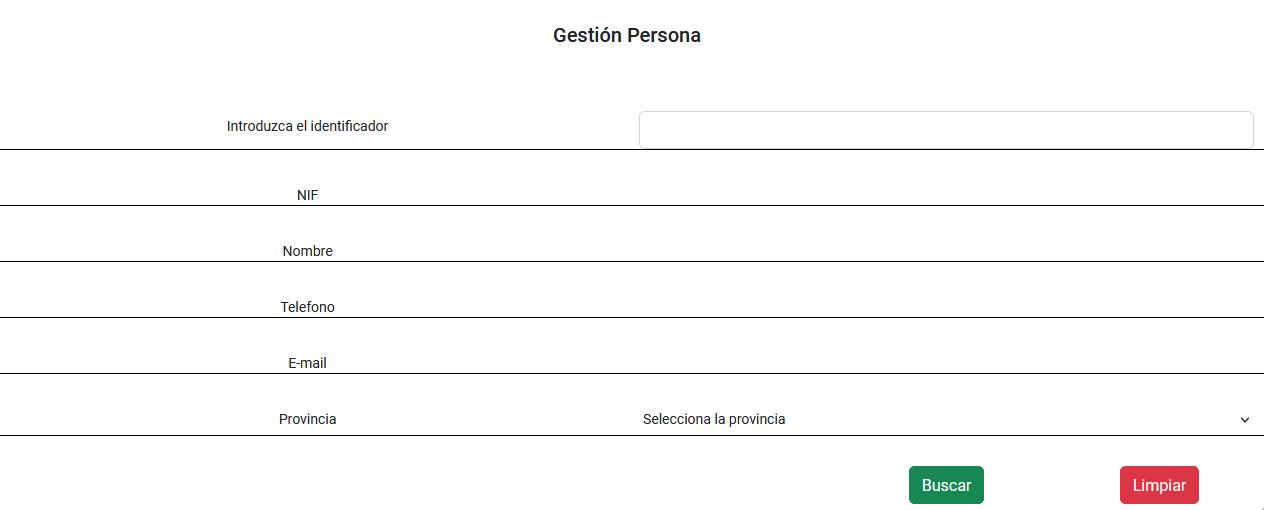 Gestión Persona
Introduzca el identificador
NIF
Nombre
Telefono
E-mail
Provincia Selecciona la provincia
Buscar Limpiar